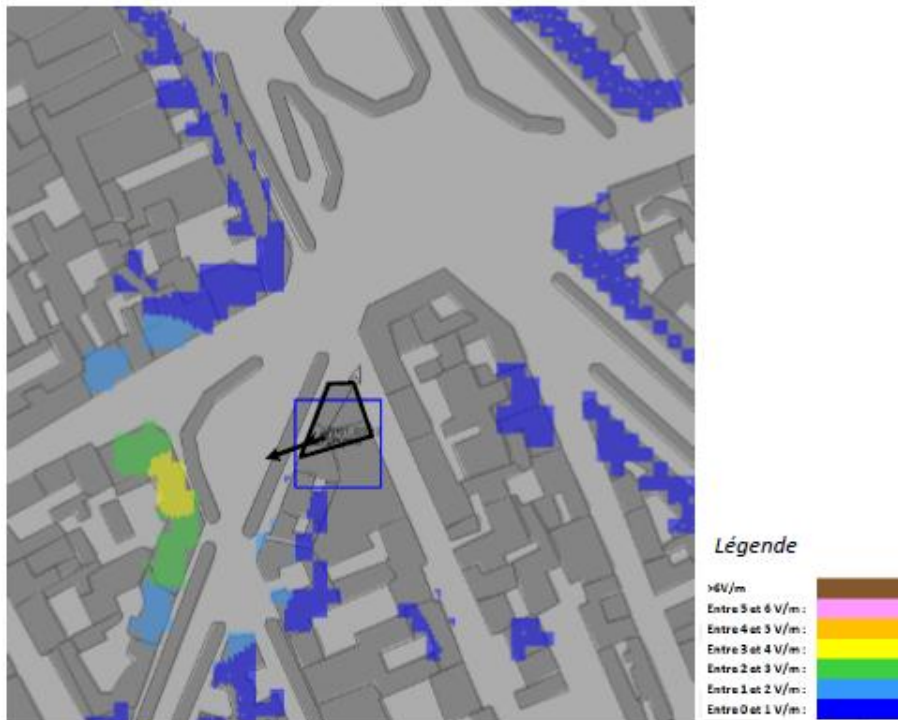 Légende
>6V/m
Entre 5 et 6 V/m :
Entre 4 et 5 V/m :
Entre 3 et 4 V/m :
Entre 2 et 3 V/m :
Entre 1 et 2 V/m :
Entre 0 et 1 V/m :